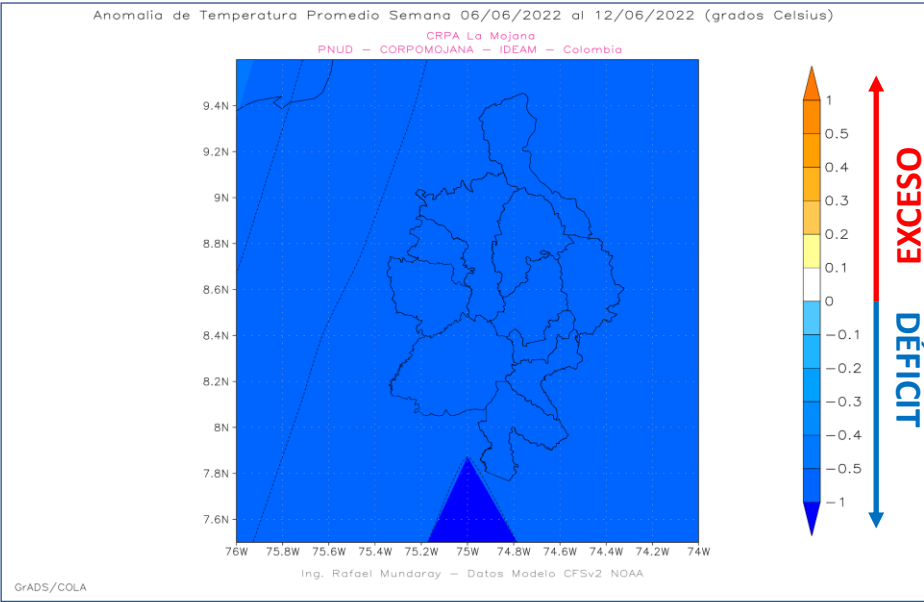 Anomalia de Temperatura Promedio Semana 06/06/2022 al 12/06/2022 (grados Celsius)
CRPA La Mojana
PNUD – CORPOMOJANA – IDEAM – Colombia
9.4N
9.2N
9N
8.8N
8.6N
8.4N
8.2N
8N
7.8N
7.6N
76W 75.8W 75.6W 75.4W 75.2W 75W 74.8W 74.6W 74.4W 74.2W 74W
1
0.5
0.4
0.3
0.2
0.1
0
−0.1
−0.2
−0.3
−0.4
−0.5
−1
EXCESO
DÉFICIT
Ing. Rafael Mundaray – Datos Modelo CFSv2 NOAA
GrADS/COLA